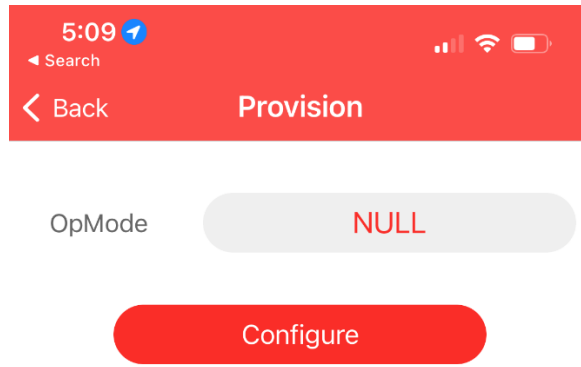 5:09
◀ Search
Back
Provision
OpMode
NULL
Configure